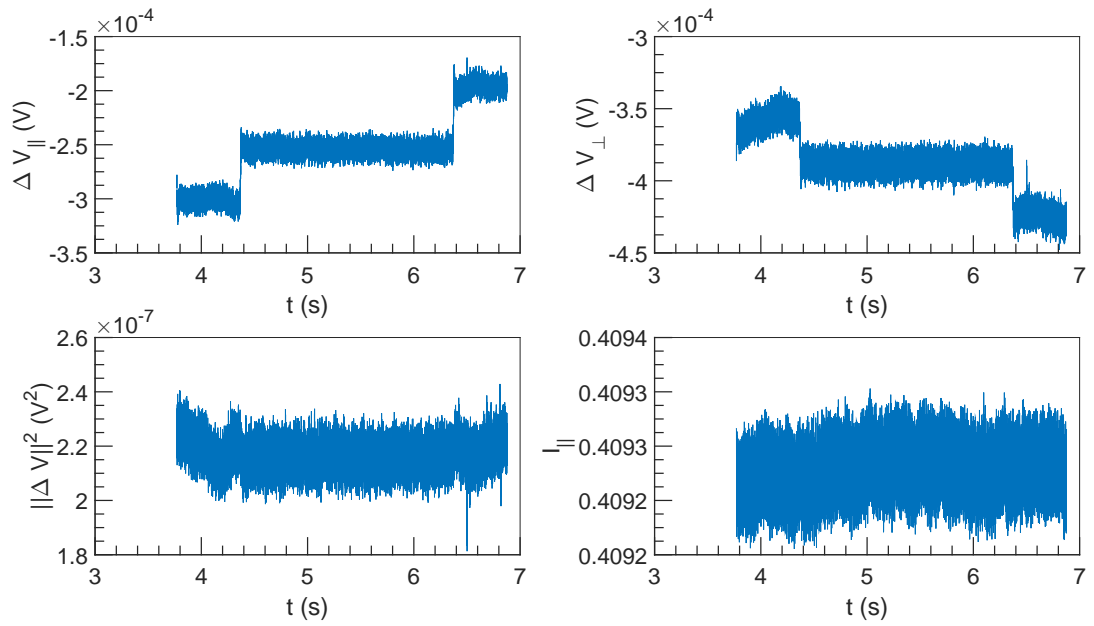 ×10-4
-1.5
-2
-2.5
-3
-3.5
Δ V|| (V)
3 4 5 6 7
t (s)
×10-4
-3
-3.5
-4
-4.5
Δ V⊥ (V)
3 4 5 6 7
t (s)
×10-7
2.6
2.4
2.2
2
1.8
||Δ V||2 (V2)
3 4 5 6 7
t (s)
0.4094
0.4093
0.4093
0.4092
0.4092
I||
3 4 5 6 7
t (s)